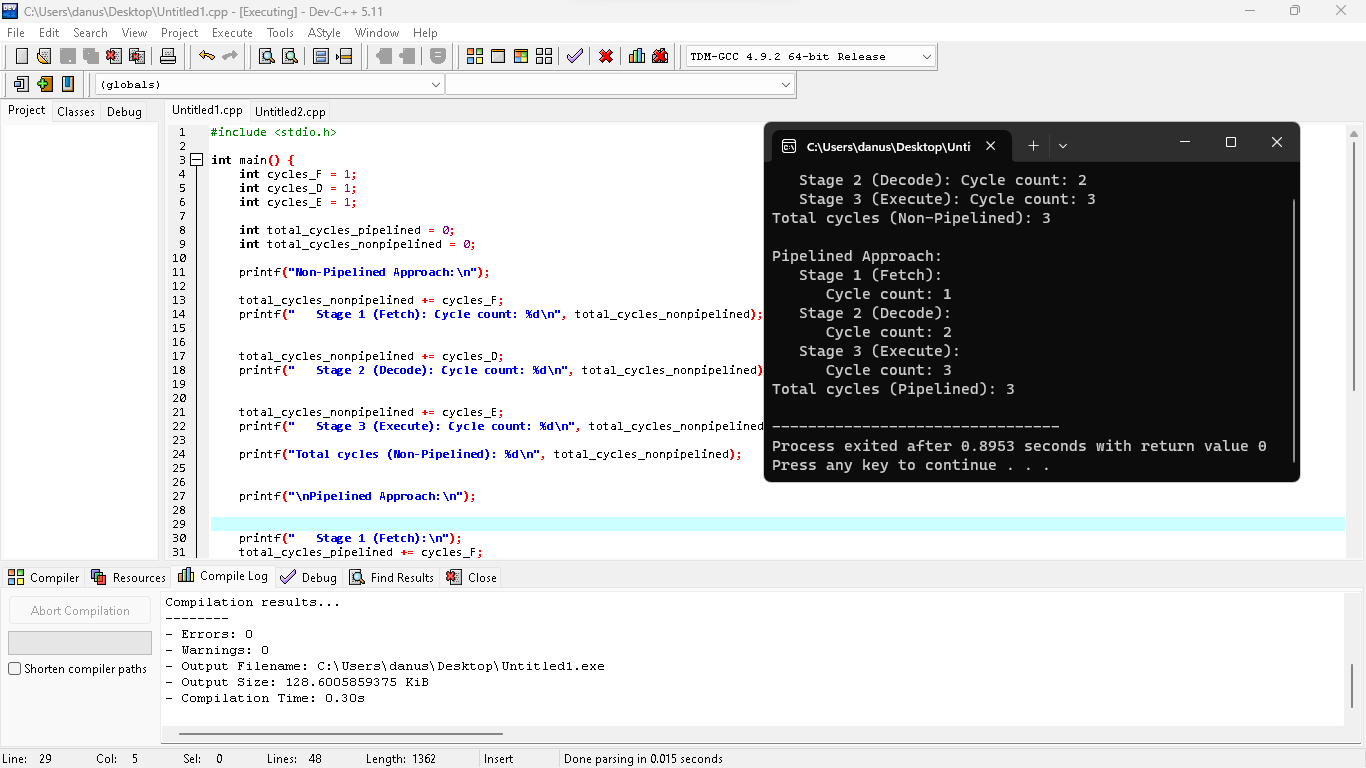 C:\Users\danus\Desktop\Untitled1.cpp - [Executing] - Dev-C++ 5.11
File Edit Search View Project Execute Tools AStyle Window Help
TDM-GCC 4.9.2 64-bit Release
(globals)
Project Classes Debug
Untitled1.cpp Untitled2.cpp
1 #include <stdio.h>
2
3 int main() {
4     int cycles_F = 1;
5     int cycles_D = 1;
6     int cycles_E = 1;
7
8     int total_cycles_pipelined = 0;
9     int total_cycles_nonpipelined = 0;
10
11     printf("Non-Pipelined Approach:\n");
12
13     total_cycles_nonpipelined += cycles_F;
14     printf("   Stage 1 (Fetch): Cycle count: %d\n", total_cycles_nonpipelined);
15
16
17     total_cycles_nonpipelined += cycles_D;
18     printf("   Stage 2 (Decode): Cycle count: %d\n", total_cycles_nonpipelined)
19
20
21     total_cycles_nonpipelined += cycles_E;
22     printf("   Stage 3 (Execute): Cycle count: %d\n", total_cycles_nonpipelined
23
24     printf("Total cycles (Non-Pipelined): %d\n", total_cycles_nonpipelined);
25
26
27     printf("\nPipelined Approach:\n");
28
29
30     printf("   Stage 1 (Fetch):\n");
31     total_cycles_pipelined += cycles_F;
C:\Users\danus\Desktop\Unti
   Stage 2 (Decode): Cycle count: 2
   Stage 3 (Execute): Cycle count: 3
Total cycles (Non-Pipelined): 3
Pipelined Approach:
   Stage 1 (Fetch):
      Cycle count: 1
   Stage 2 (Decode):
      Cycle count: 2
   Stage 3 (Execute):
      Cycle count: 3
Total cycles (Pipelined): 3
--------------------------------
Process exited after 0.8953 seconds with return value 0
Press any key to continue . . .
Compiler Resources Compile Log Debug Find Results Close
Abort Compilation
Shorten compiler paths
Compilation results...
--------
- Errors: 0
- Warnings: 0
- Output Filename: C:\Users\danus\Desktop\Untitled1.exe
- Output Size: 128.6005859375 KiB
- Compilation Time: 0.30s
Line: 29 Col: 5 Sel: 0 Lines: 48 Length: 1362 Insert Done parsing in 0.015 seconds